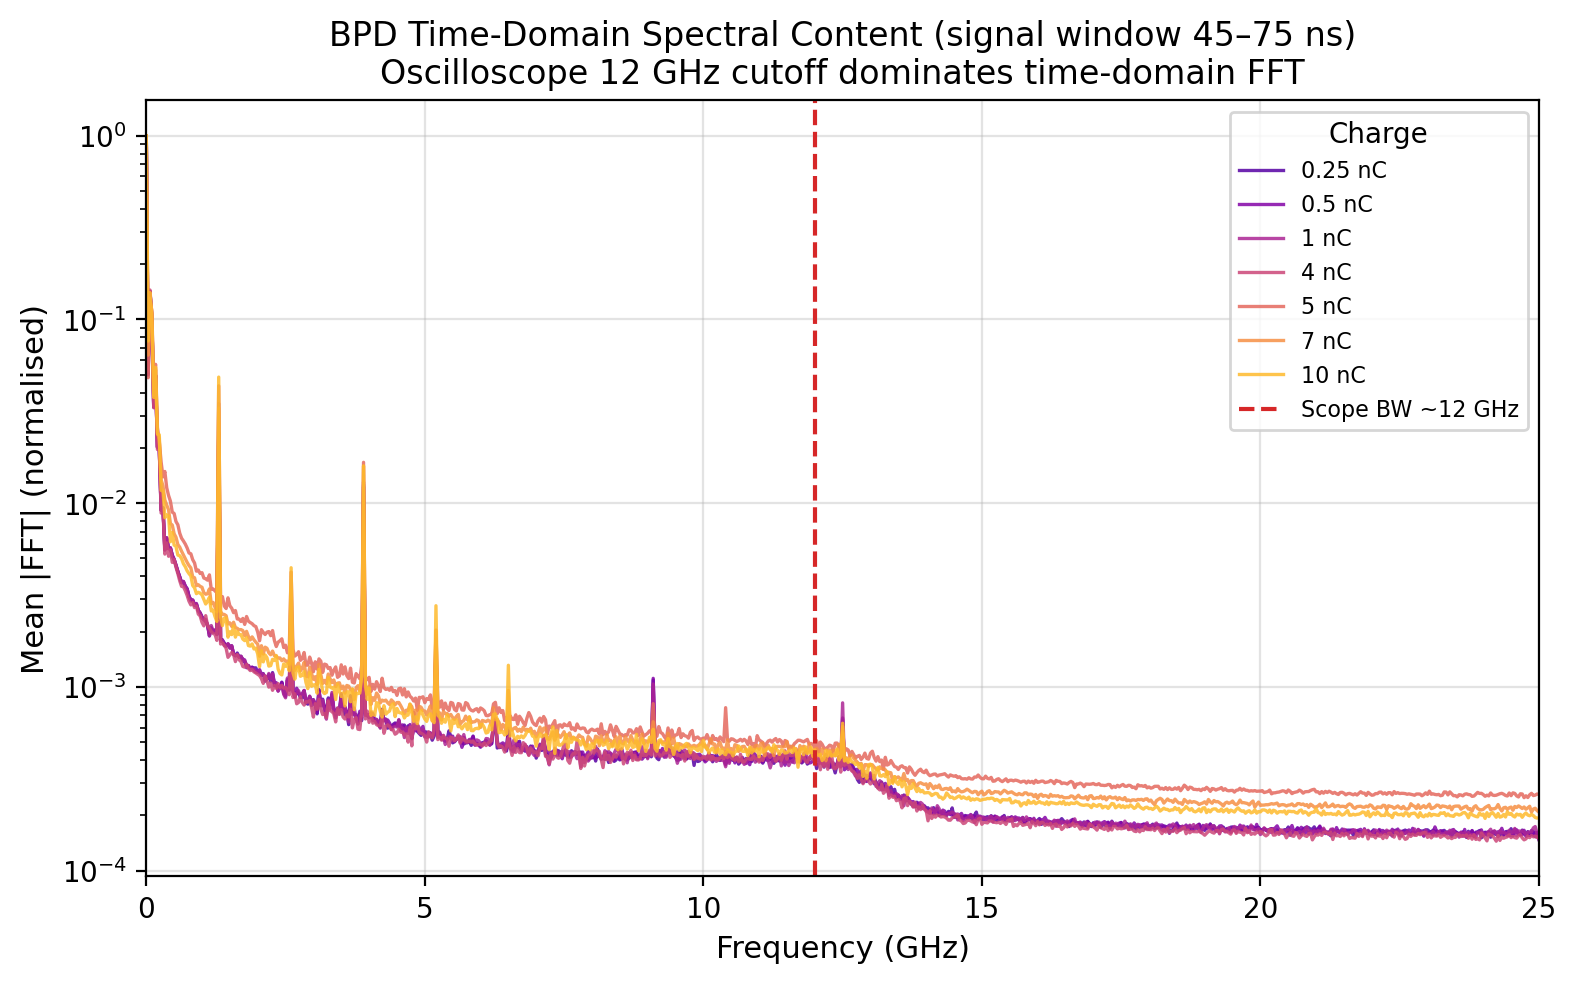 BPD Time-Domain Spectral Content (signal window 45–75 ns)
Oscilloscope 12 GHz cutoff dominates time-domain FFT
Mean |FFT| (normalised)
10⁰
10⁻¹
10⁻²
10⁻³
10⁻⁴
Charge
0.25 nC
0.5 nC
1 nC
4 nC
5 nC
7 nC
10 nC
Scope BW ~12 GHz
0 5 10 15 20 25
Frequency (GHz)